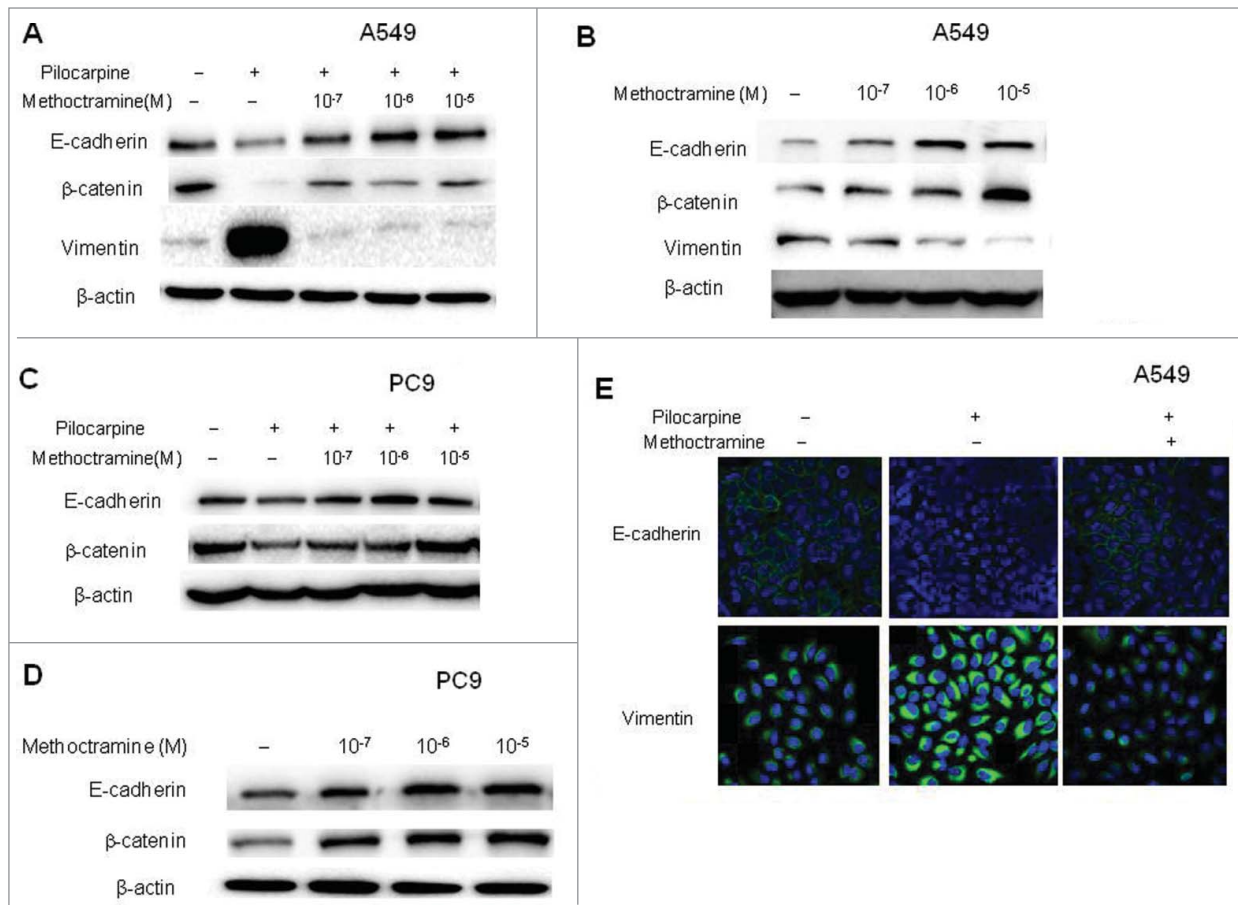 A
A549
Pilocarpine – + + + +
Methoctramine(M) – – 10-7 10-6 10-5
E-cadherin
β-catenin
Vimentin
β-actin
B
A549
Methoctramine (M) – 10-7 10-6 10-5
E-cadherin
β-catenin
Vimentin
β-actin
C
PC9
Pilocarpine – + + + +
Methoctramine(M) – – 10-7 10-6 10-5
E-cadherin
β-catenin
β-actin
D
PC9
Methoctramine (M) – 10-7 10-6 10-5
E-cadherin
β-catenin
β-actin
E
A549
Pilocarpine – + +
Methoctramine – – +
E-cadherin
Vimentin